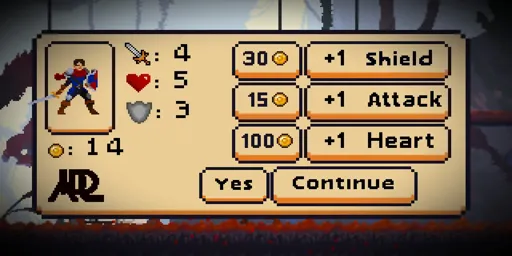 : 4
: 5
: 3
: 14
30 +1 Shield
15 +1 Attack
100 +1 Heart
Yes Continue